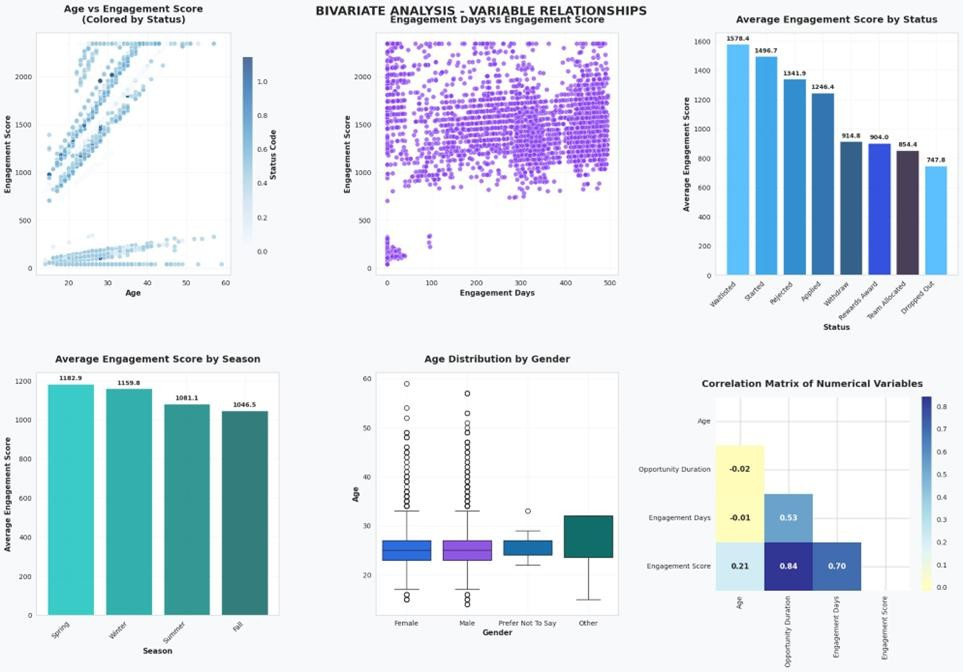 BIVARIATE ANALYSIS - VARIABLE RELATIONSHIPS
Age vs Engagement Score
(Colored by Status)
Engagement Score
2000
1500
1000
500
0
20
30
40
50
60
Age
1.0
0.8
0.6
0.4
0.2
0.0
Status Code
Engagement Days vs Engagement Score
Engagement Score
2000
1500
1000
500
0
0
100
200
300
400
500
Engagement Days
Average Engagement Score by Status
Average Engagement Score
1600
1400
1200
1000
800
600
400
200
0
1578.4
1496.7
1341.9
1246.4
914.8
904.0
854.4
747.8
Waitlisted
Started
Rejected
Applied
Withdraw
Rewards Award
Team Allocated
Dropped Out
Status
Average Engagement Score by Season
Average Engagement Score
1200
1000
800
600
400
200
0
1182.9
1159.8
1081.1
1046.5
Spring
Winter
Summer
Fall
Season
Age Distribution by Gender
Age
60
50
40
30
20
Female
Male
Prefer Not To Say
Other
Gender
Correlation Matrix of Numerical Variables
Age
Opportunity Duration
Engagement Days
Engagement Score
-0.02
-0.01
0.53
0.21
0.84
0.70
Age
Opportunity Duration
Engagement Days
Engagement Score
0.8
0.7
0.6
0.5
0.4
0.3
0.2
0.1
0.0